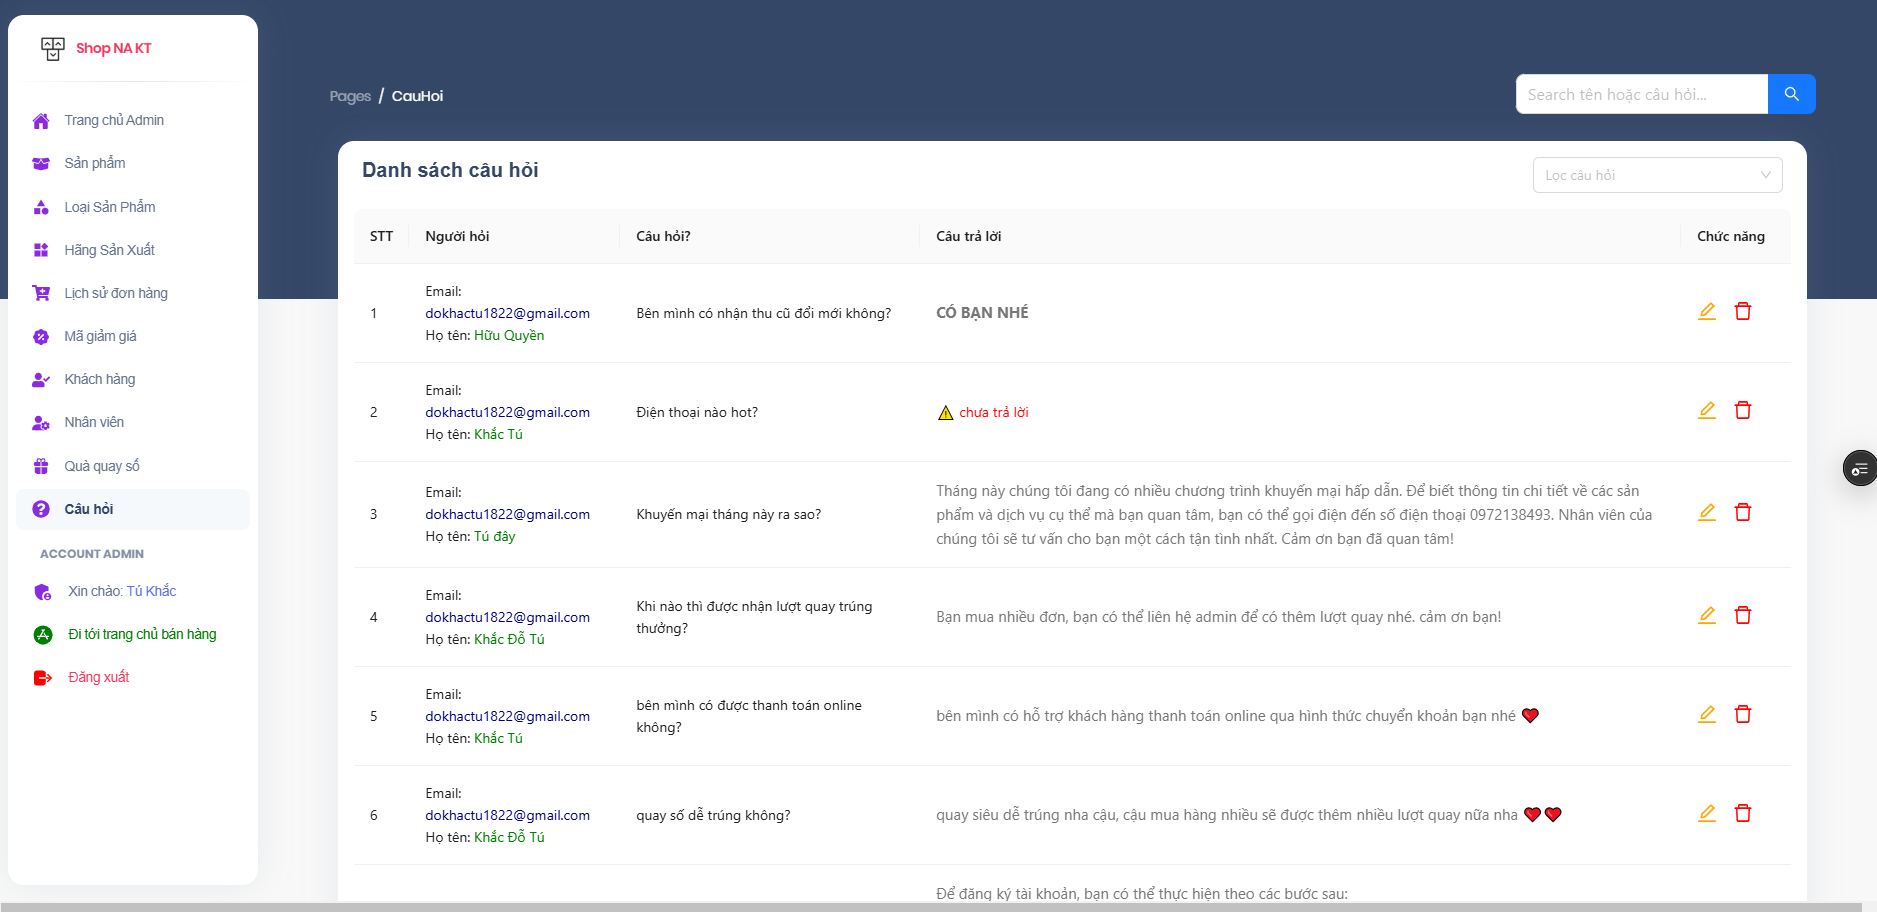 Shop NA KT
Trang chủ Admin
Sản phẩm
Loại Sản Phẩm
Hãng Sản Xuất
Lịch sử đơn hàng
Mã giảm giá
Khách hàng
Nhân viên
Quà quay số
Câu hỏi
ACCOUNT ADMIN
Xin chào: Tú Khắc
Đi tới trang chủ bán hàng
Đăng xuất
Pages / CauHoi
Search tên hoặc câu hỏi...
Danh sách câu hỏi
Lọc câu hỏi
STT Người hỏi Câu hỏi? Câu trả lời Chức năng
1
Email:
dokhactu1822@gmail.com
Họ tên: Hữu Quyền
Bên mình có nhận thu cũ đổi mới không?
CÓ BẠN NHÉ
2
Email:
dokhactu1822@gmail.com
Họ tên: Khắc Tú
Điện thoại nào hot?
⚠ chưa trả lời
3
Email:
dokhactu1822@gmail.com
Họ tên: Tú đây
Khuyến mại tháng này ra sao?
Tháng này chúng tôi đang có nhiều chương trình khuyến mại hấp dẫn. Để biết thông tin chi tiết về các sản
phẩm và dịch vụ cụ thể mà bạn quan tâm, bạn có thể gọi điện đến số điện thoại 0972138493. Nhân viên của
chúng tôi sẽ tư vấn cho bạn một cách tận tình nhất. Cảm ơn bạn đã quan tâm!
4
Email:
dokhactu1822@gmail.com
Họ tên: Khắc Đỗ Tú
Khi nào thì được nhận lượt quay trúng
thưởng?
Bạn mua nhiều đơn, bạn có thể liên hệ admin để có thêm lượt quay nhé. cảm ơn bạn!
5
Email:
dokhactu1822@gmail.com
Họ tên: Khắc Tú
bên mình có được thanh toán online
không?
bên mình có hỗ trợ khách hàng thanh toán online qua hình thức chuyển khoản bạn nhé ❤
6
Email:
dokhactu1822@gmail.com
Họ tên: Khắc Đỗ Tú
quay số dễ trúng không?
quay siêu dễ trúng nha cậu, cậu mua hàng nhiều sẽ được thêm nhiều lượt quay nữa nha ❤❤
Để đăng ký tài khoản, bạn có thể thực hiện theo các bước sau: